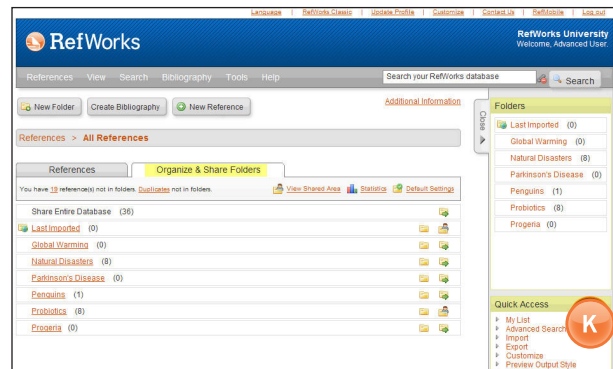 Language | RefWorks Classic | Update Profile | Customize | Contact Us | RefMobile | Log out
RefWorks
RefWorks University
Welcome, Advanced User.
References View Search Bibliography Tools Help
Search your RefWorks database
Search
New Folder
Create Bibliography
New Reference
Additional Information
References > All References
References
Organize & Share Folders
You have 19 reference(s) not in folders. Duplicates not in folders.
View Shared Area
Statistics
Default Settings
Share Entire Database (36)
Last Imported (0)
Global Warming (0)
Natural Disasters (8)
Parkinson's Disease (0)
Penguins (1)
Probiotics (8)
Progeria (0)
Close
Folders
Last Imported (0)
Global Warming (0)
Natural Disasters (8)
Parkinson's Disease (0)
Penguins (1)
Probiotics (8)
Progeria (0)
Quick Access
My List
Advanced Search
Import
Export
Customize
Preview Output Style
K